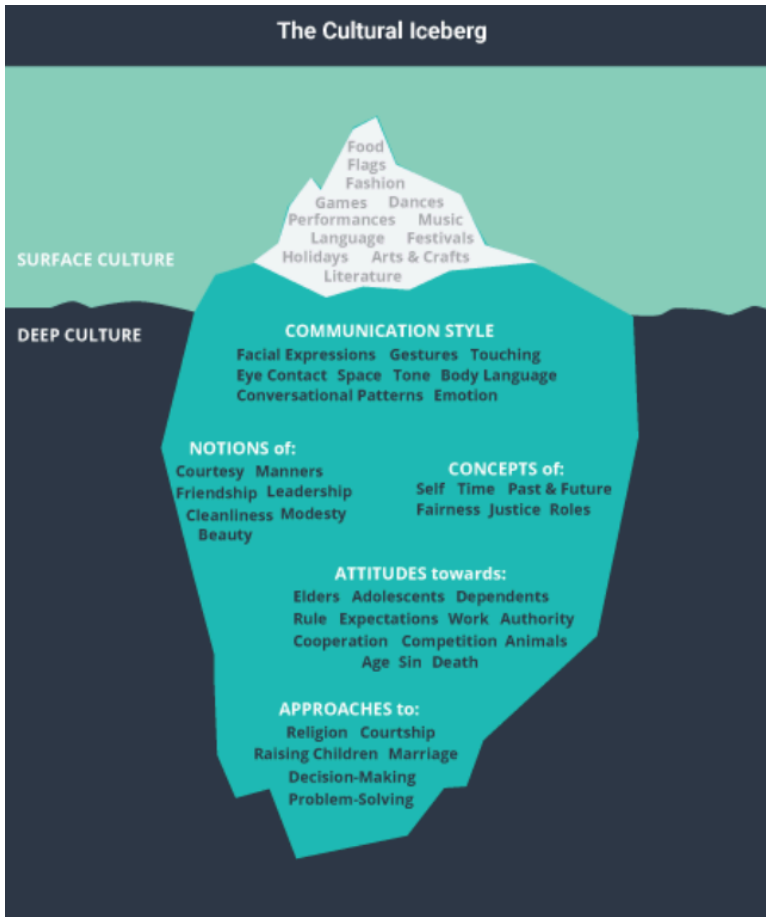 The Cultural Iceberg
Food
Flags
Fashion
Games Dances
Performances Music
Language Festivals
Holidays Arts & Crafts
Literature
SURFACE CULTURE
DEEP CULTURE
COMMUNICATION STYLE
Facial Expressions Gestures Touching
Eye Contact Space Tone Body Language
Conversational Patterns Emotion
NOTIONS of:
Courtesy Manners
Friendship Leadership
Cleanliness Modesty
Beauty
CONCEPTS of:
Self Time Past & Future
Fairness Justice Roles
ATTITUDES towards:
Elders Adolescents Dependents
Rule Expectations Work Authority
Cooperation Competition Animals
Age Sin Death
APPROACHES to:
Religion Courtship
Raising Children Marriage
Decision-Making
Problem-Solving